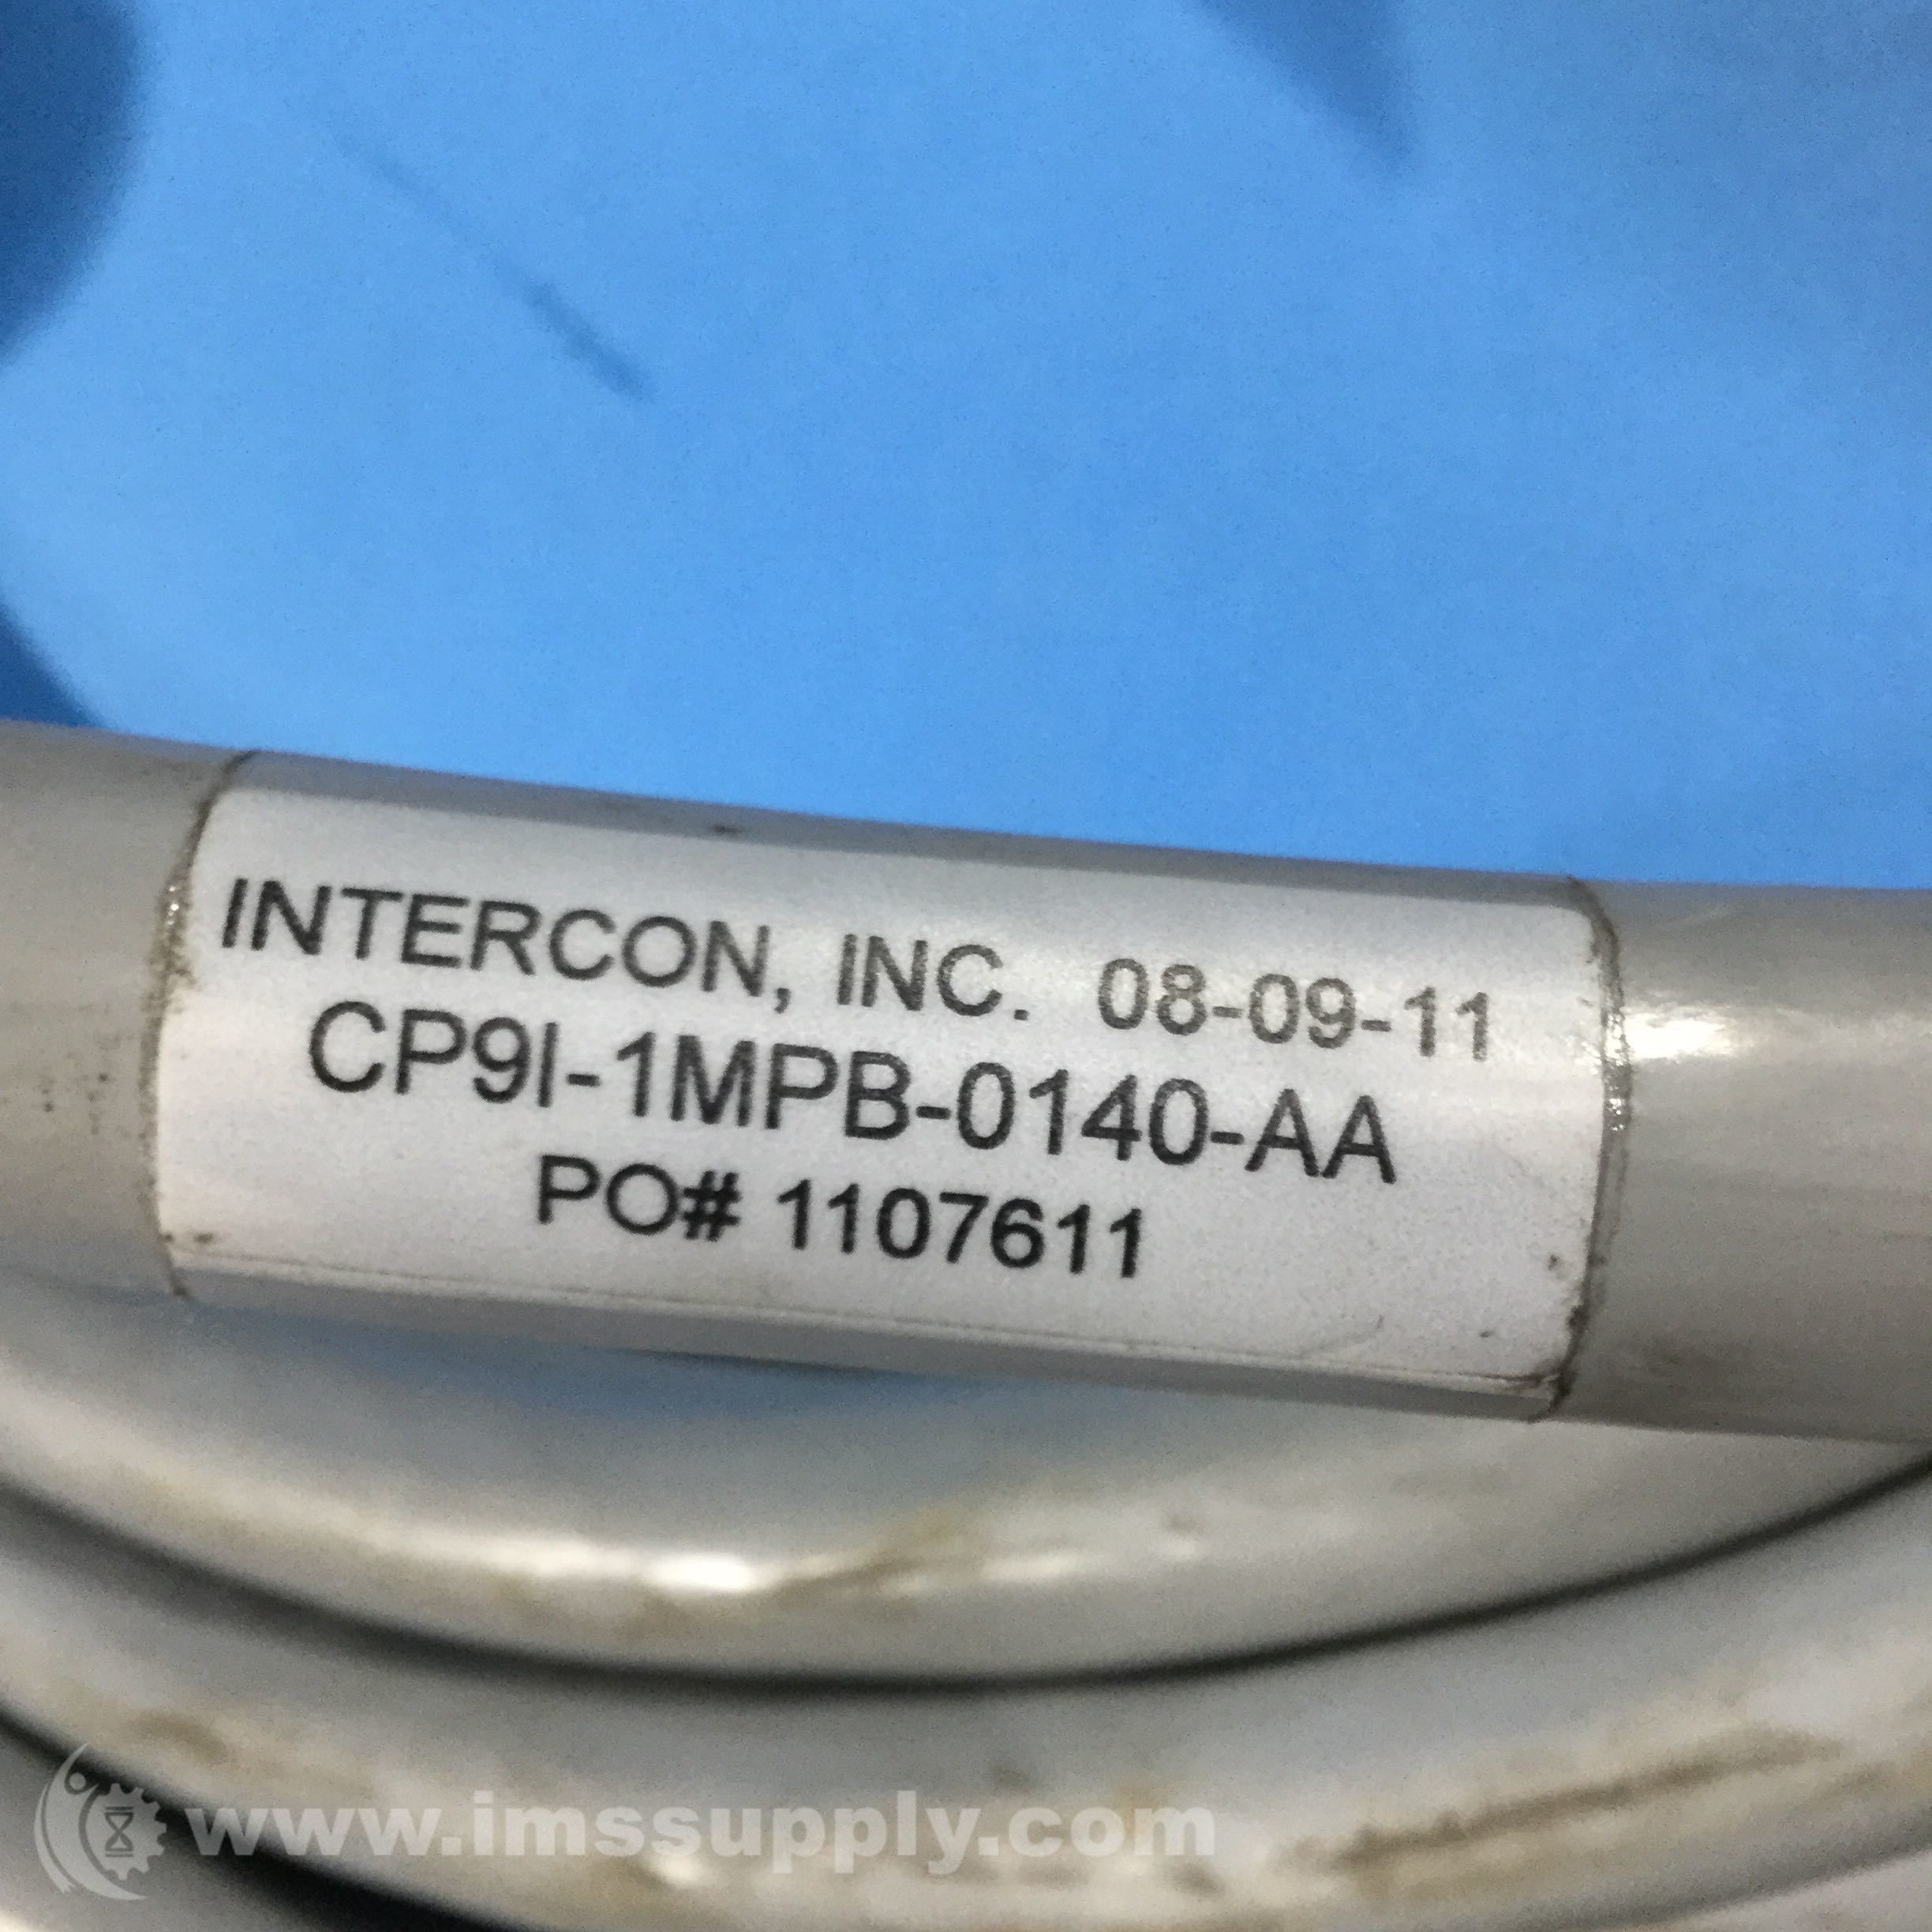 INTERCON, INC. 08-09-11
CP9I-1MPB-0140-AA
PO# 1107611
www.imssupply.com